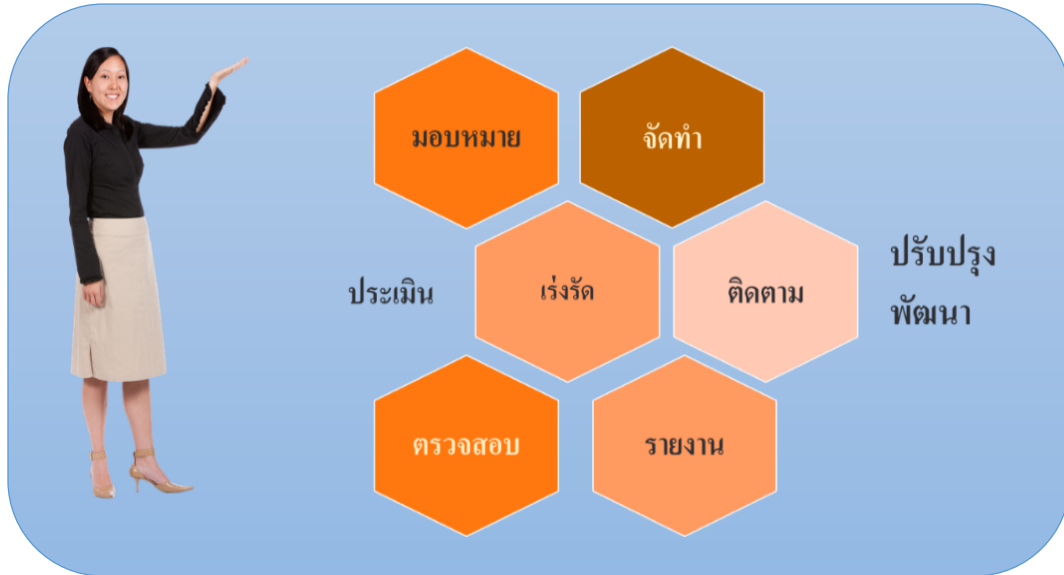 มอบหมาย
จัดทำ
ประเมิน
เร่งรัด
ติดตาม
ปรับปรุง
พัฒนา
ตรวจสอบ
รายงาน